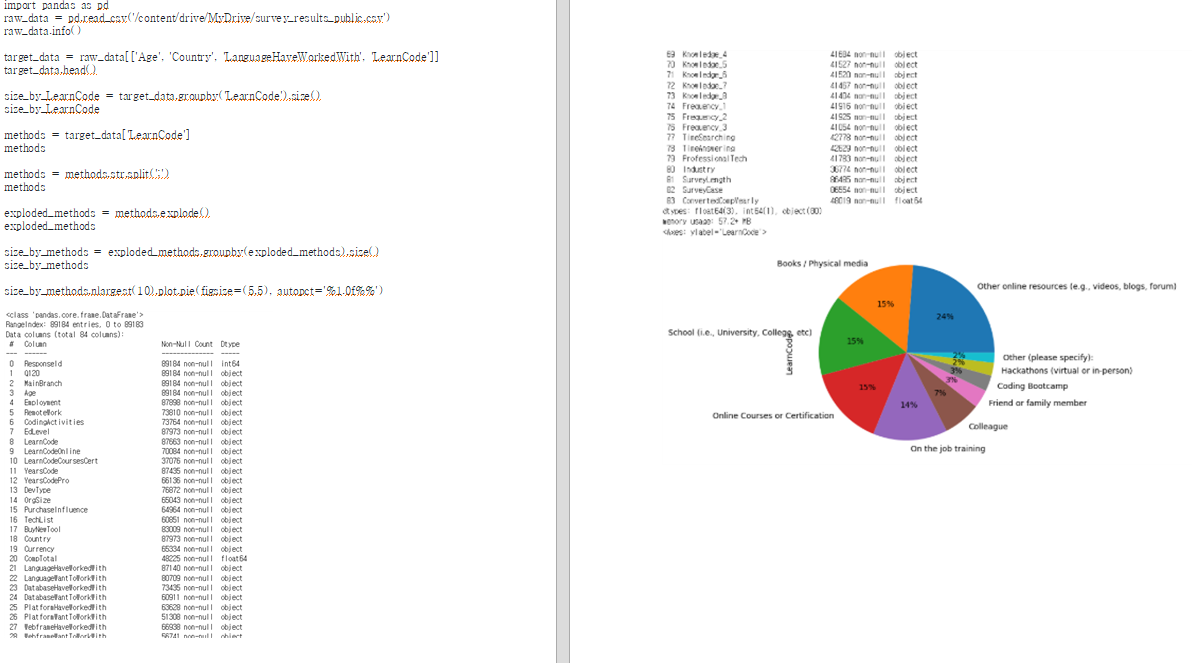 import pandas as pd
raw_data = pd.read_csv('/content/drive/MyDrive/survey_results_public.csv')
raw_data.info()
target_data = raw_data[['Age', 'Country', 'LanguageHaveWorkedWith', 'LearnCode']]
target_data.head()
size_by_LearnCode = target_data.groupby('LearnCode').size()
size_by_LearnCode
methods = target_data['LearnCode']
methods
methods = methods.str.split(';')
methods
exploded_methods = methods.explode()
exploded_methods
size_by_methods = exploded_methods.groupby(exploded_methods).size()
size_by_methods
size_by_methods.nlargest(10).plot.pie(figsize=(5,5), autopct='%1.0f%%')
<class 'pandas.core.frame.DataFrame'>
RangeIndex: 89184 entries, 0 to 89183
Data columns (total 84 columns):
# Column Non-Null Count Dtype
--- ------ -------------- -----
0 ResponseId 89184 non-null int64
1 Q120 89184 non-null object
2 MainBranch 89184 non-null object
3 Age 89184 non-null object
4 Employment 87898 non-null object
5 RemoteWork 73810 non-null object
6 CodingActivities 73764 non-null object
7 EdLevel 87973 non-null object
8 LearnCode 87663 non-null object
9 LearnCodeOnline 70084 non-null object
10 LearnCodeCoursesCert 37076 non-null object
11 YearsCode 87435 non-null object
12 YearsCodePro 66136 non-null object
13 DevType 76872 non-null object
14 OrgSize 65043 non-null object
15 PurchaseInfluence 64964 non-null object
16 TechList 60851 non-null object
17 BuyNewTool 83009 non-null object
18 Country 87973 non-null object
19 Currency 65334 non-null object
20 CompTotal 48225 non-null float64
21 LanguageHaveWorkedWith 87140 non-null object
22 LanguageWantToWorkWith 80709 non-null object
23 DatabaseHaveWorkedWith 73435 non-null object
24 DatabaseWantToWorkWith 60911 non-null object
25 PlatformHaveWorkedWith 63628 non-null object
26 PlatformWantToWorkWith 51308 non-null object
27 WebframeHaveWorkedWith 66938 non-null object
28 WebframeWantToWorkWith 56741 non-null object
69 Knowledge_4 41684 non-null object
70 Knowledge_5 41527 non-null object
71 Knowledge_6 41520 non-null object
72 Knowledge_7 41467 non-null object
73 Knowledge_8 41404 non-null object
74 Frequency_1 41916 non-null object
75 Frequency_2 41925 non-null object
76 Frequency_3 41054 non-null object
77 TimeSearching 42778 non-null object
78 TimeAnswering 42629 non-null object
79 ProfessionalTech 41783 non-null object
80 Industry 36774 non-null object
81 SurveyLength 86485 non-null object
82 SurveyEase 86554 non-null object
83 ConvertedCompYearly 48019 non-null float64
dtypes: float64(3), int64(1), object(80)
memory usage: 57.2+ MB
<Axes: ylabel='LearnCode'>
Books / Physical media
Other online resources (e.g., videos, blogs, forum)
15%
24%
School (i.e., University, College, etc)
15%
LearnCode
2%
Other (please specify):
2%
Hackathons (virtual or in-person)
3%
Coding Bootcamp
3%
Friend or family member
15%
7%
14%
Online Courses or Certification
Colleague
On the job training